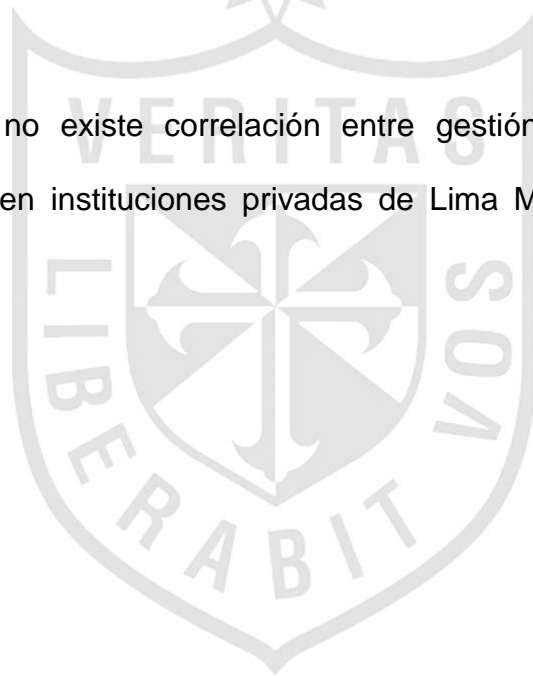 no existe correlación entre gestión
en instituciones privadas de Lima M
VERITAS
LIBERABIT VOS